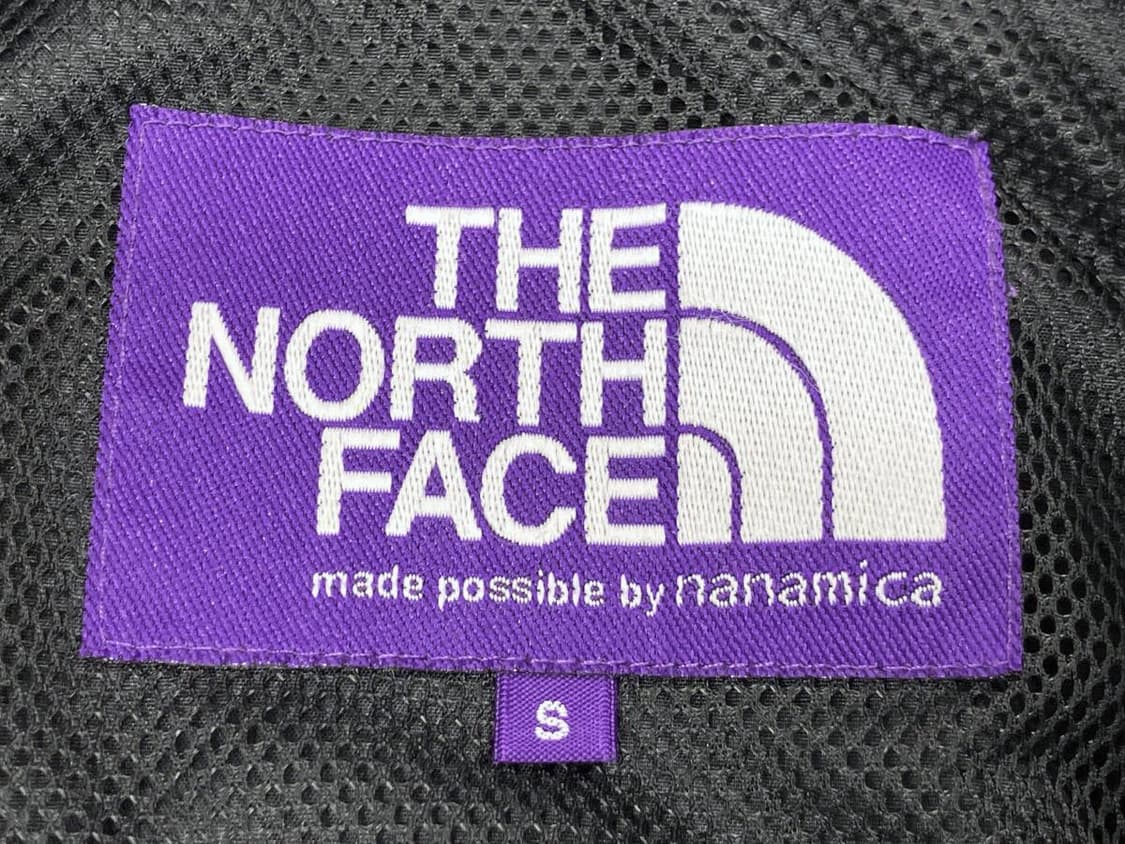 THE
NORTH
FACE
made possible by nanamica
S